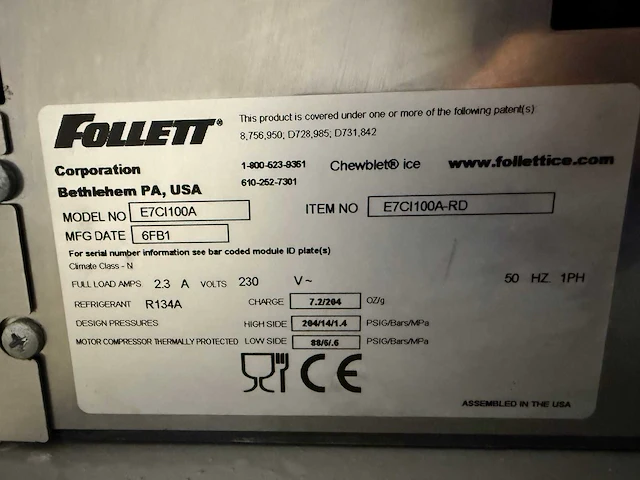 FOLLETT®
This product is covered under one or more of the following patent(s):
8,756,950; D728,985; D731,842
Corporation
Bethlehem PA, USA
1-800-523-9361
610-252-7301
Chewblet® ice
www.follettice.com
MODEL NO E7CI100A
ITEM NO E7CI100A-RD
MFG DATE 6FB1
For serial number information see bar coded module ID plate(s)
Climate Class - N
FULL LOAD AMPS 2.3 A VOLTS 230 V~ 50 HZ 1PH
REFRIGERANT R134A CHARGE 7.2/204 OZ/g
DESIGN PRESSURES HIGH SIDE 204/14/1.4 PSIG/Bars/MPa
MOTOR COMPRESSOR THERMALLY PROTECTED LOW SIDE 88/6/.6 PSIG/Bars/MPa
CE
ASSEMBLED IN THE USA